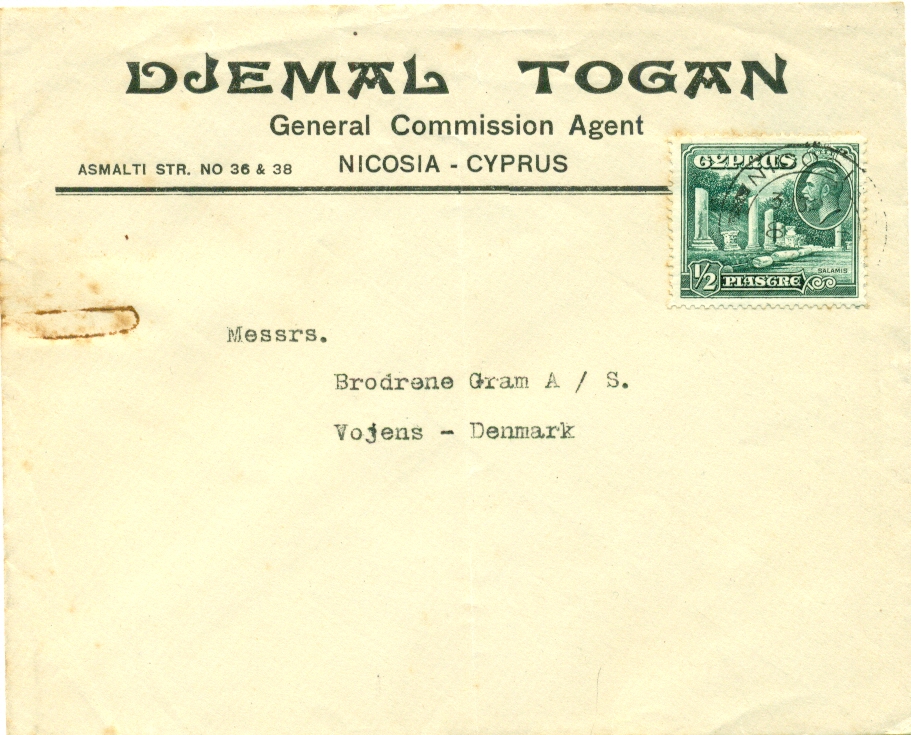 DJEMAL TOGAN
General Commission Agent
ASMALTI STR. NO 36 & 38 NICOSIA - CYPRUS
CYPRUS
SALAMIS
1/2 PIASTRE
Messrs.
Brodrene Gram A / S.
Vojens - Denmark